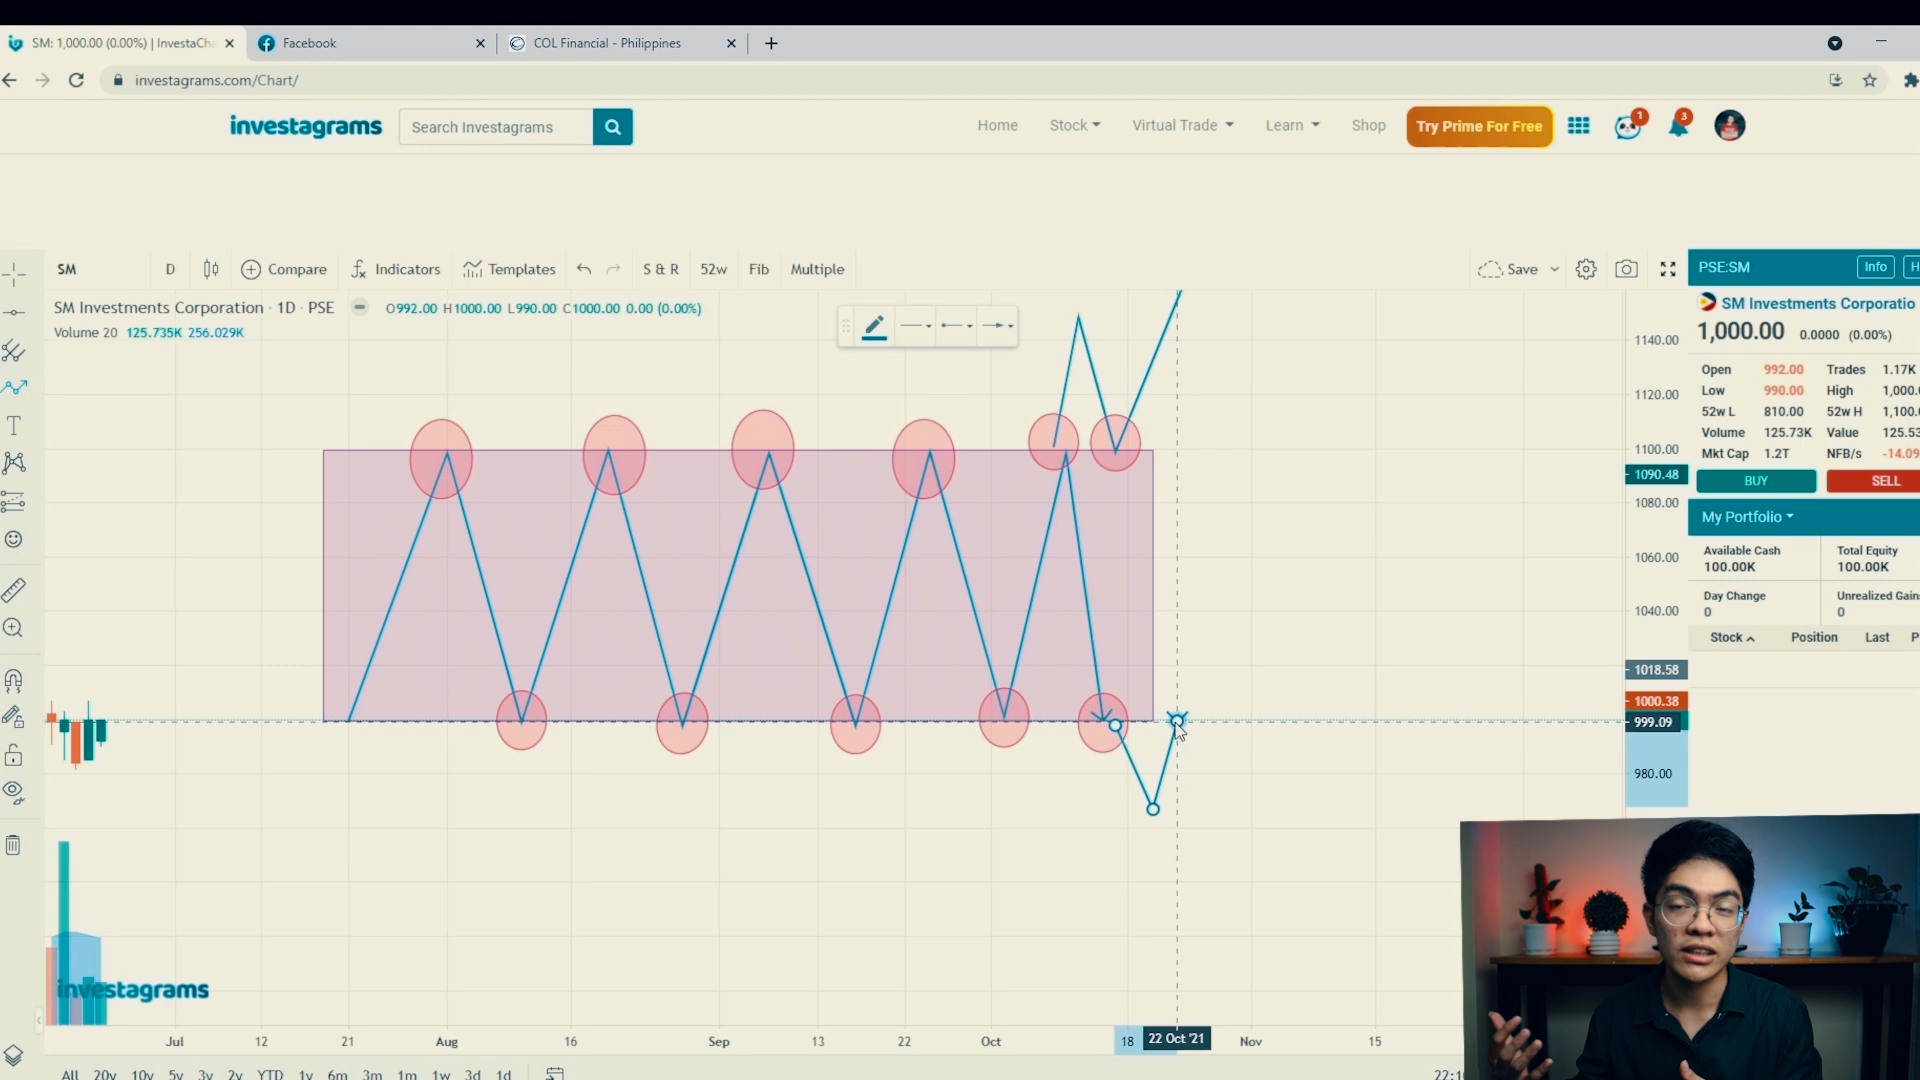 SM: 1,000.00 (0.00%) | InvestaCha
Facebook
COL Financial - Philippines
investagrams.com/Chart/
investagrams
Search Investagrams
Home
Stock
Virtual Trade
Learn
Shop
Try Prime For Free
1
3
SM
D
Compare
Indicators
Templates
S & R
52w
Fib
Multiple
Save
SM Investments Corporation · 1D · PSE
O992.00 H1000.00 L990.00 C1000.00 0.00 (0.00%)
Volume 20 125.735K 256.029K
1140.00
1120.00
1100.00
1090.48
1080.00
1060.00
1040.00
1018.58
1000.38
999.09
980.00
PSE:SM
Info
H
SM Investments Corporatio
1,000.00 0.0000 (0.00%)
Open 992.00 Trades 1.17K
Low 990.00 High 1,000.
52w L 810.00 52w H 1,100.
Volume 125.73K Value 125.53
Mkt Cap 1.2T NFB/s -14.09
BUY
SELL
My Portfolio
Available Cash Total Equity
100.00K 100.00K
Day Change Unrealized Gain
0 0
Stock Position Last P
investagrams
Jul 12 21 Aug 16 Sep 13 22 Oct 18 22 Oct '21 Nov 15
All 20y 10y 5y 3y 2y YTD 1y 6m 3m 1m 1w 3d 1d